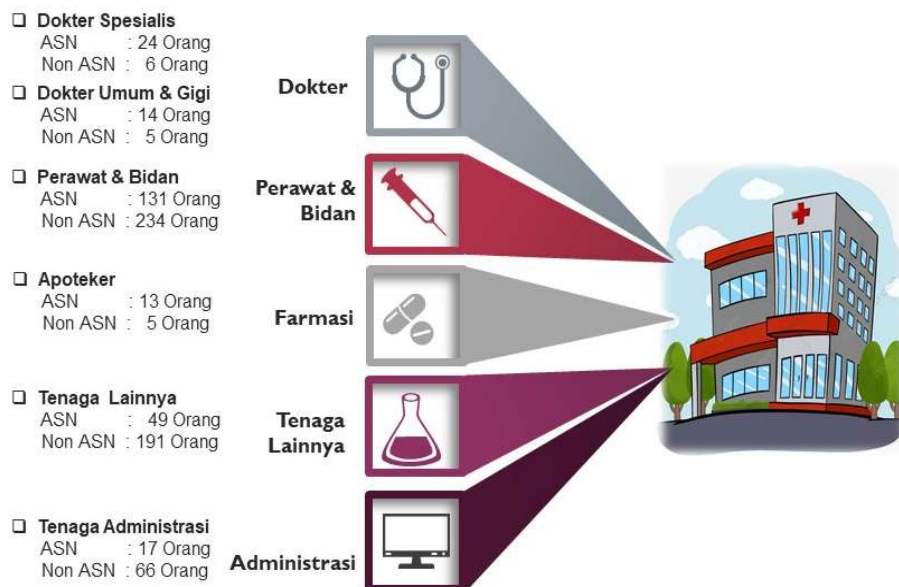 ❑ Dokter Spesialis
ASN : 24 Orang
Non ASN : 6 Orang
❑ Dokter Umum & Gigi
ASN : 14 Orang
Non ASN : 5 Orang
❑ Perawat & Bidan
ASN : 131 Orang
Non ASN : 234 Orang
❑ Apoteker
ASN : 13 Orang
Non ASN : 5 Orang
❑ Tenaga Lainnya
ASN : 49 Orang
Non ASN : 191 Orang
❑ Tenaga Administrasi
ASN : 17 Orang
Non ASN : 66 Orang
Dokter
Perawat &
Bidan
Farmasi
Tenaga
Lainnya
Administrasi